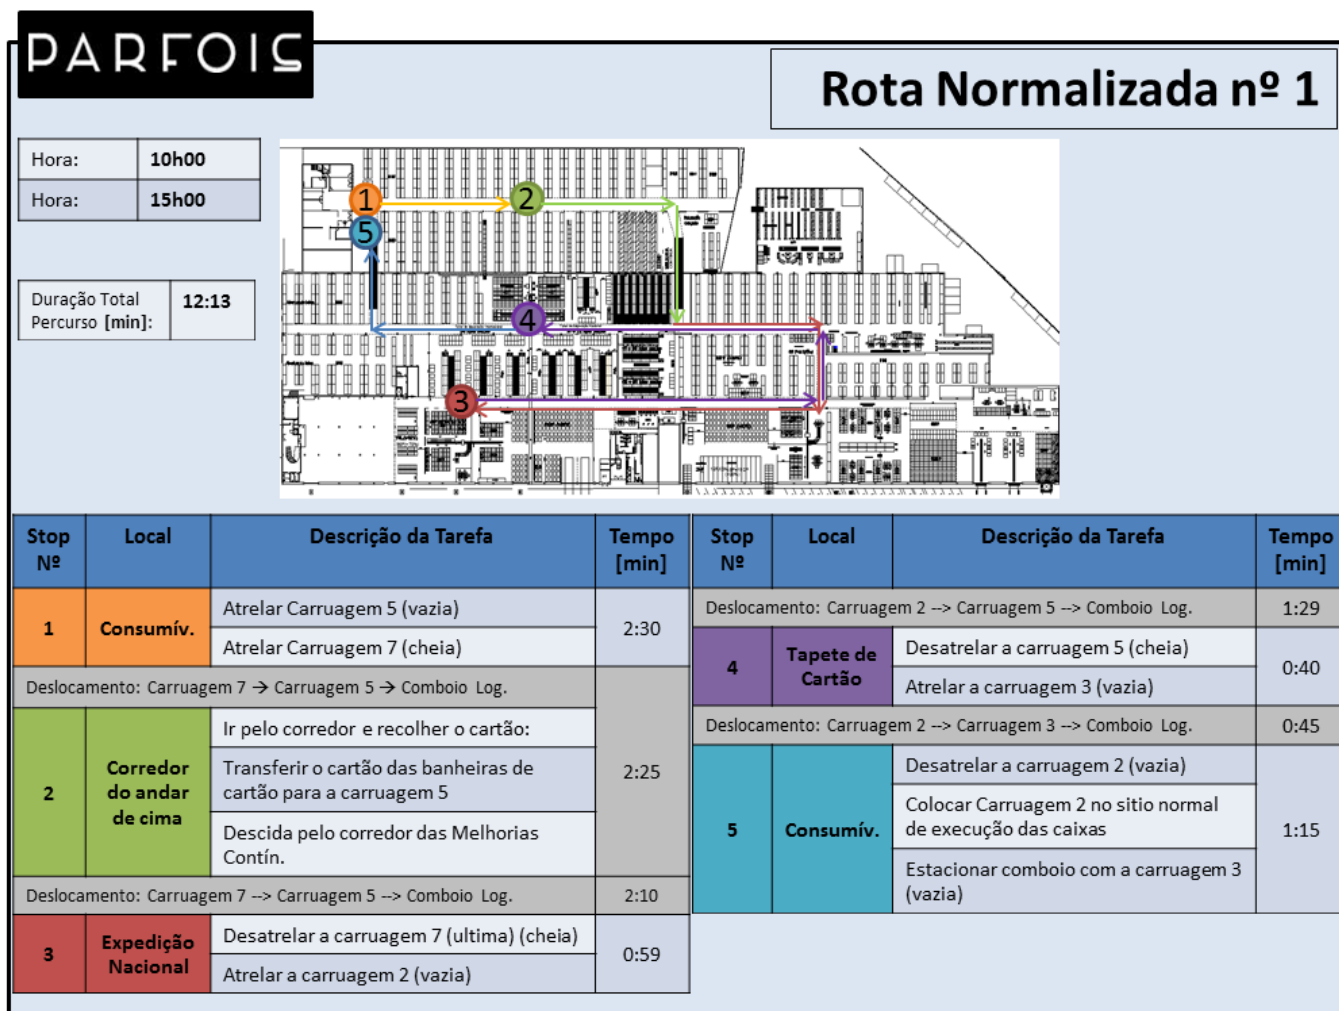 PARFOIS
Rota Normalizada nº 1
Hora: 10h00
Hora: 15h00
Duração Total
Percurso [min]: 12:13
1
2
5
4
3
Stop
Nº
Local
Descrição da Tarefa
Tempo
[min]
1
Consumív.
Atrelar Carruagem 5 (vazia)
Atrelar Carruagem 7 (cheia)
2:30
Deslocamento: Carruagem 7 → Carruagem 5 → Comboio Log.
2
Corredor
do andar
de cima
Ir pelo corredor e recolher o cartão:
Transferir o cartão das banheiras de
cartão para a carruagem 5
Descida pelo corredor das Melhorias
Contín.
2:25
Deslocamento: Carruagem 7 --> Carruagem 5 --> Comboio Log.
2:10
3
Expedição
Nacional
Desatrelar a carruagem 7 (ultima) (cheia)
Atrelar a carruagem 2 (vazia)
0:59
Stop
Nº
Local
Descrição da Tarefa
Tempo
[min]
Deslocamento: Carruagem 2 --> Carruagem 5 --> Comboio Log.
1:29
4
Tapete de
Cartão
Desatrelar a carruagem 5 (cheia)
Atrelar a carruagem 3 (vazia)
0:40
Deslocamento: Carruagem 2 --> Carruagem 3 --> Comboio Log.
0:45
5
Consumív.
Desatrelar a carruagem 2 (vazia)
Colocar Carruagem 2 no sitio normal
de execução das caixas
Estacionar comboio com a carruagem 3
(vazia)
1:15